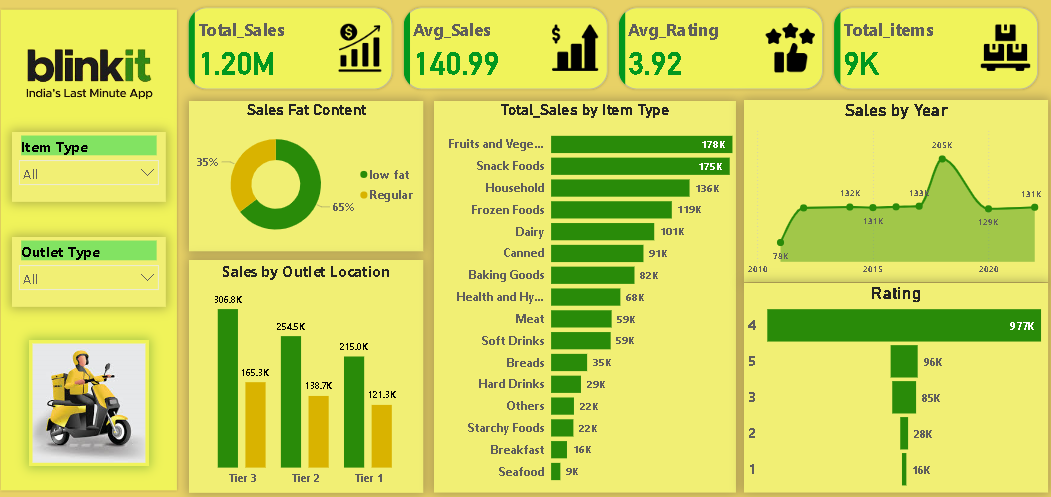 blinkit
India's Last Minute App
Item Type
All
Outlet Type
All
Total_Sales
1.20M
Avg_Sales
140.99
Avg_Rating
3.92
Total_items
9K
Sales Fat Content
35%
low fat
Regular
65%
Sales by Outlet Location
306.8K
254.5K
215.0K
165.3K
138.7K
121.3K
Tier 3 Tier 2 Tier 1
Total_Sales by Item Type
Fruits and Vege... 178K
Snack Foods 175K
Household 136K
Frozen Foods 119K
Dairy 101K
Canned 91K
Baking Goods 82K
Health and Hy... 68K
Meat 59K
Soft Drinks 59K
Breads 35K
Hard Drinks 29K
Others 22K
Starchy Foods 22K
Breakfast 16K
Seafood 9K
Sales by Year
205K
132K 133K 131K
131K 129K
78K
2010 2015 2020
Rating
4 977K
5 96K
3 85K
2 28K
1 16K